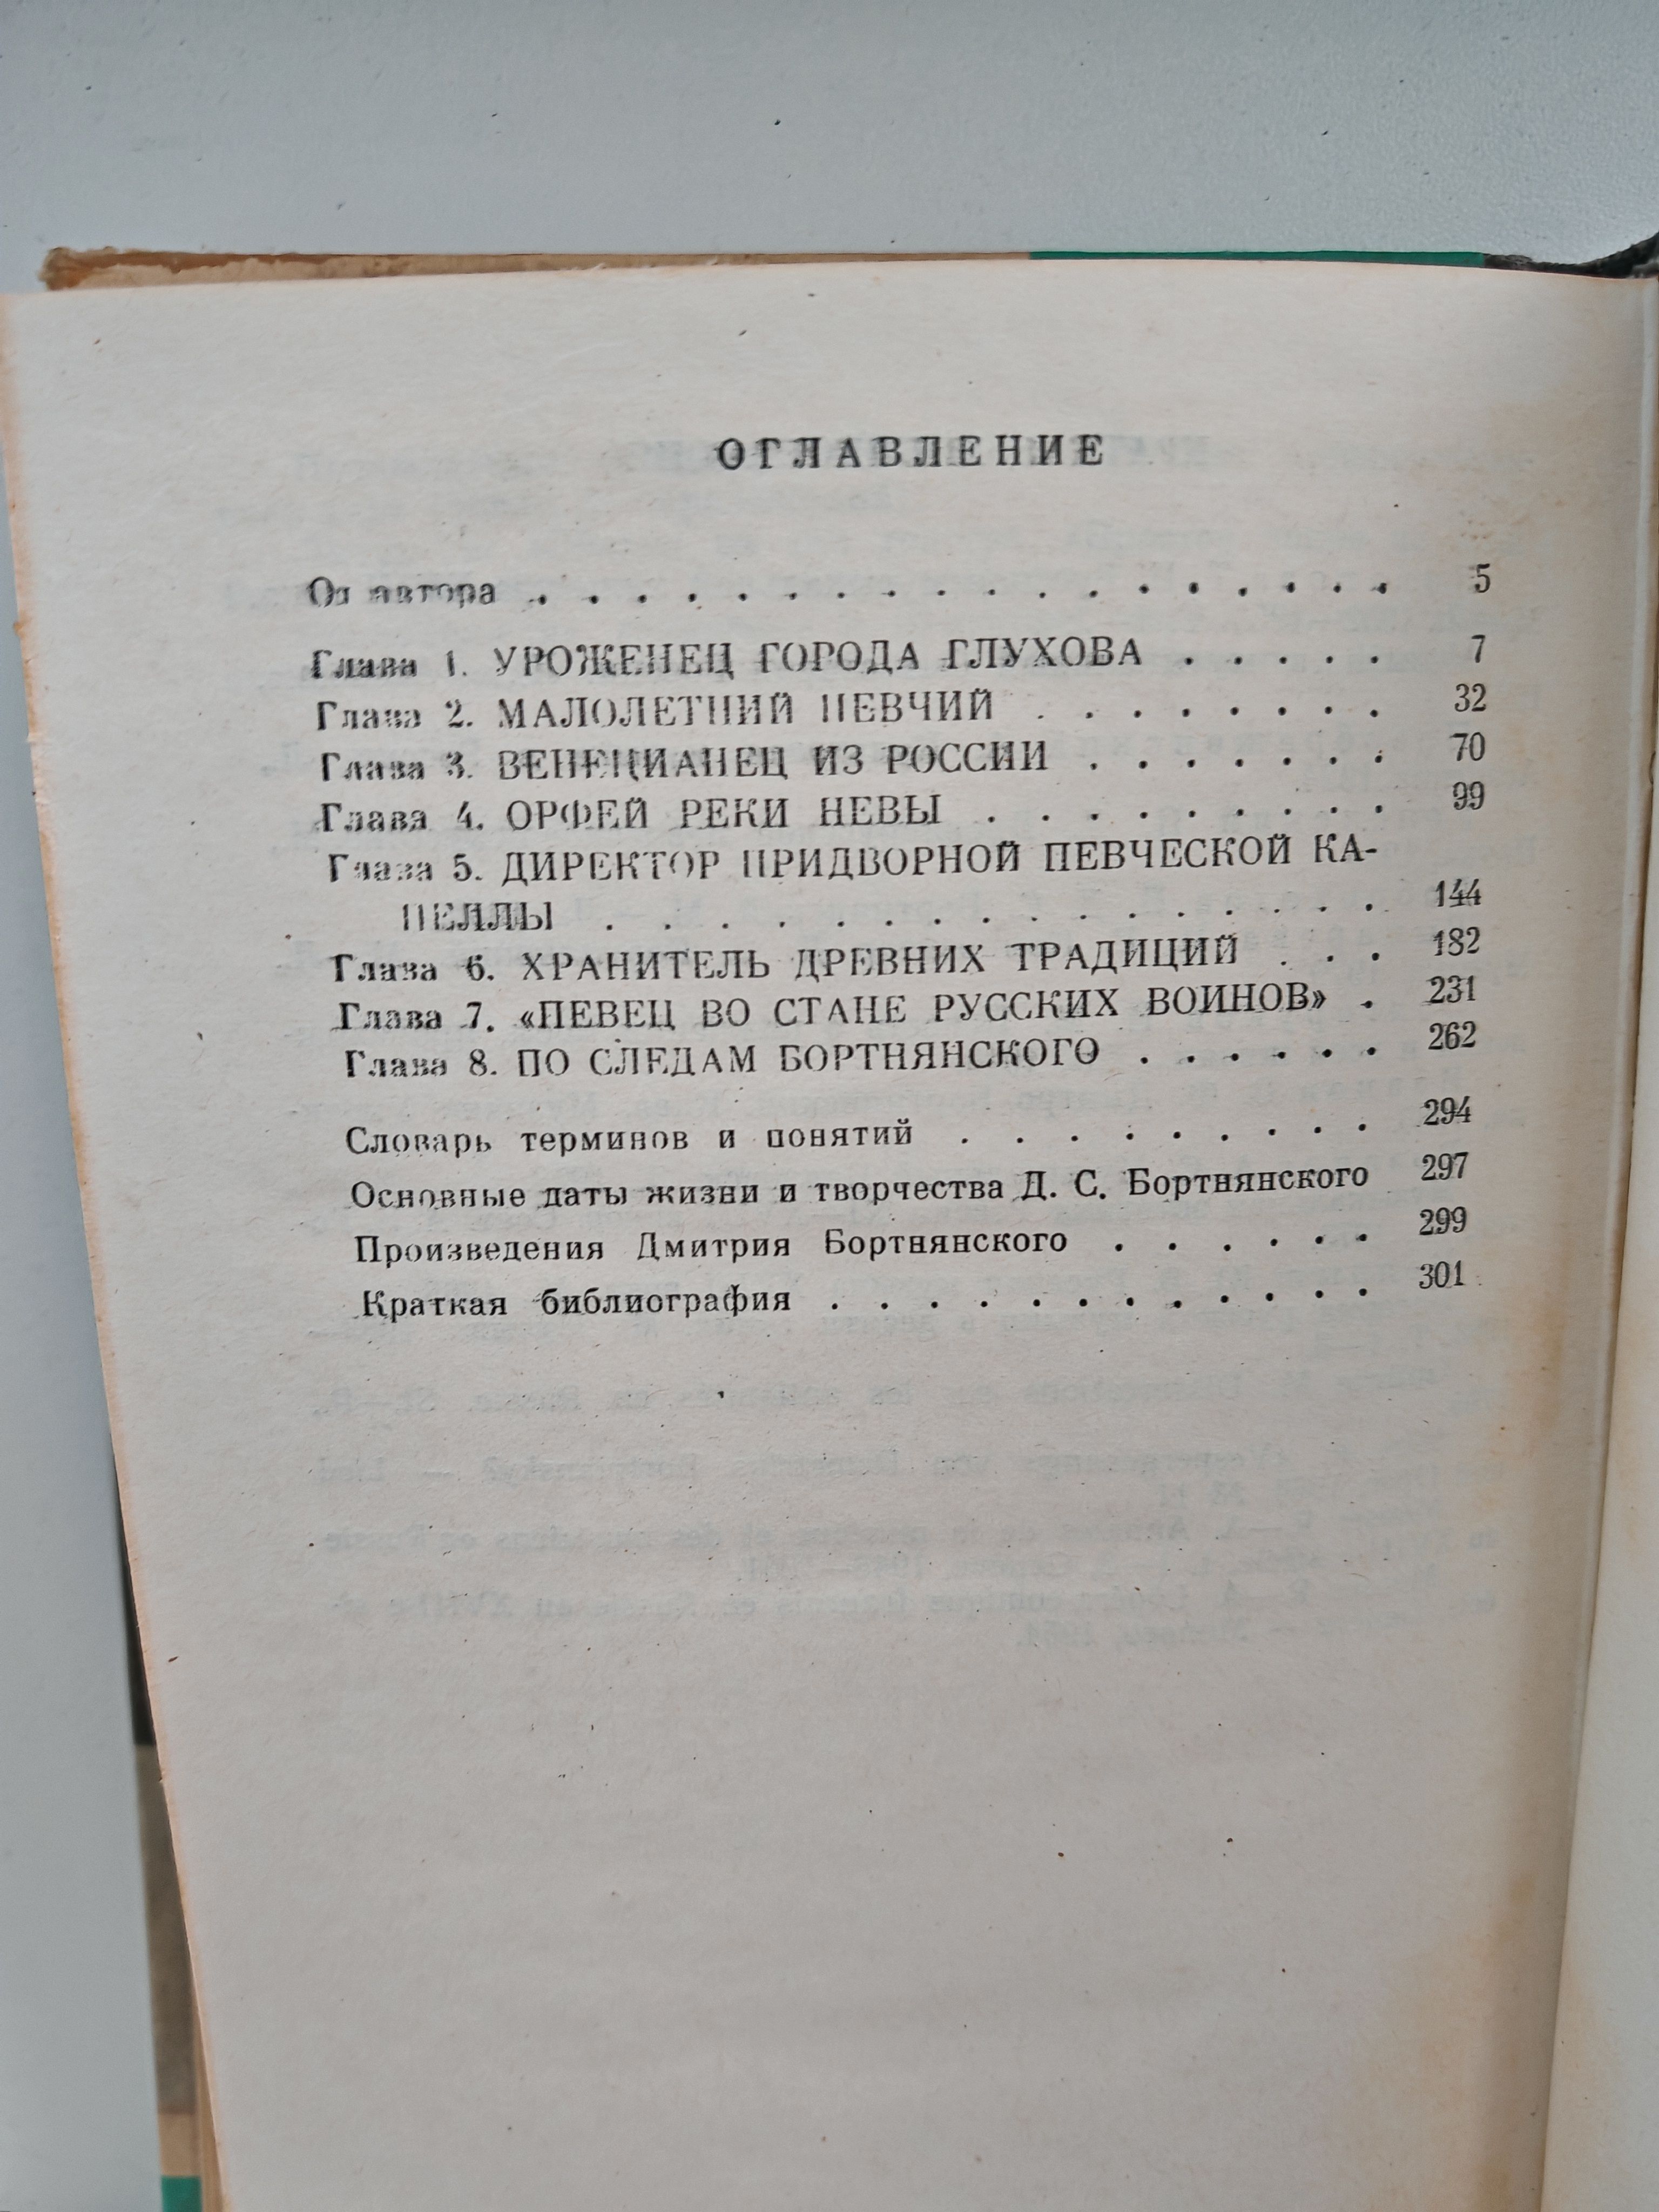 ОГЛАВЛЕНИЕ
От автора . . . . . . . . . . . . . . . . . . 5
Глава 1. УРОЖЕНЕЦ ГОРОДА ГЛУХОВА . . . . . 7
Глава 2. МАЛОЛЕТНИЙ ПЕВЧИЙ . . . . . . . . 32
Глава 3. ВЕНЕЦИАНЕЦ ИЗ РОССИИ . . . . . . . 70
Глава 4. ОРФЕЙ РЕКИ НЕВЫ . . . . . . . . . 99
Глава 5. ДИРЕКТОР ПРИДВОРНОЙ ПЕВЧЕСКОЙ КА-
ПЕЛЛЫ . . . . . . . . . . . . . . 144
Глава 6. ХРАНИТЕЛЬ ДРЕВНИХ ТРАДИЦИЙ . . . 182
Глава 7. «ПЕВЕЦ ВО СТАНЕ РУССКИХ ВОИНОВ» . 231
Глава 8. ПО СЛЕДАМ БОРТНЯНСКОГО . . . . . . 262
Словарь терминов и понятий . . . . . . . . . 294
Основные даты жизни и творчества Д. С. Бортнянского 297
Произведения Дмитрия Бортнянского . . . . . . 299
Краткая библиография . . . . . . . . . . . . 301